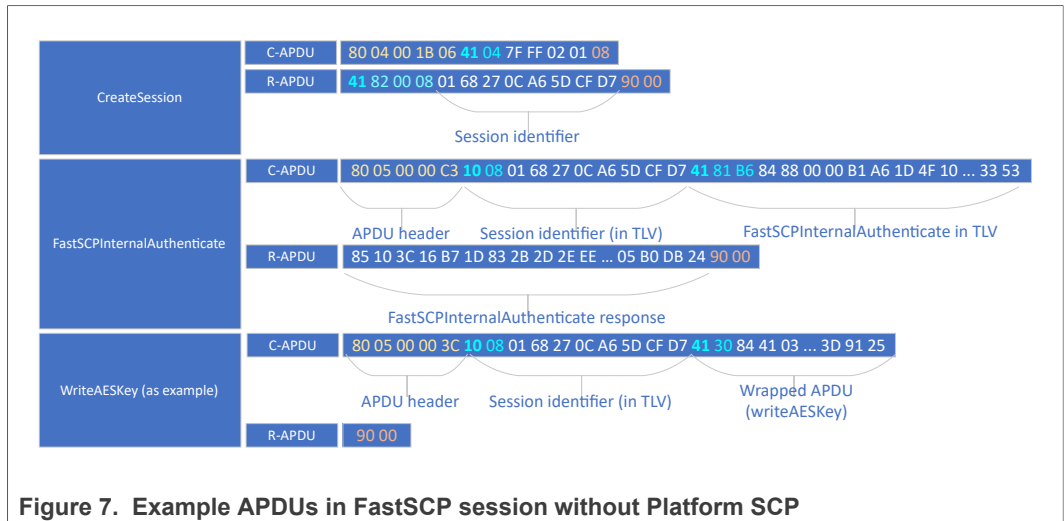 CreateSession
C-APDU
80 04 00 1B 06 41 04 7F FF 02 01 08
R-APDU
41 82 00 08 01 68 27 0C A6 5D CF D7 90 00
Session identifier
FastSCPInternalAuthenticate
C-APDU
80 05 00 00 C3 10 08 01 68 27 0C A6 5D CF D7 41 81 B6 84 88 00 00 B1 A6 1D 4F 10 ... 33 53
APDU header
Session identifier (in TLV)
FastSCPInternalAuthenticate in TLV
R-APDU
85 10 3C 16 B7 1D 83 2B 2D 2E EE ... 05 B0 DB 24 90 00
FastSCPInternalAuthenticate response
WriteAESKey (as example)
C-APDU
80 05 00 00 3C 10 08 01 68 27 0C A6 5D CF D7 41 30 84 41 03 ... 3D 91 25
APDU header
Session identifier (in TLV)
Wrapped APDU
(writeAESKey)
R-APDU
90 00
Figure 7. Example APDUs in FastSCP session without Platform SCP